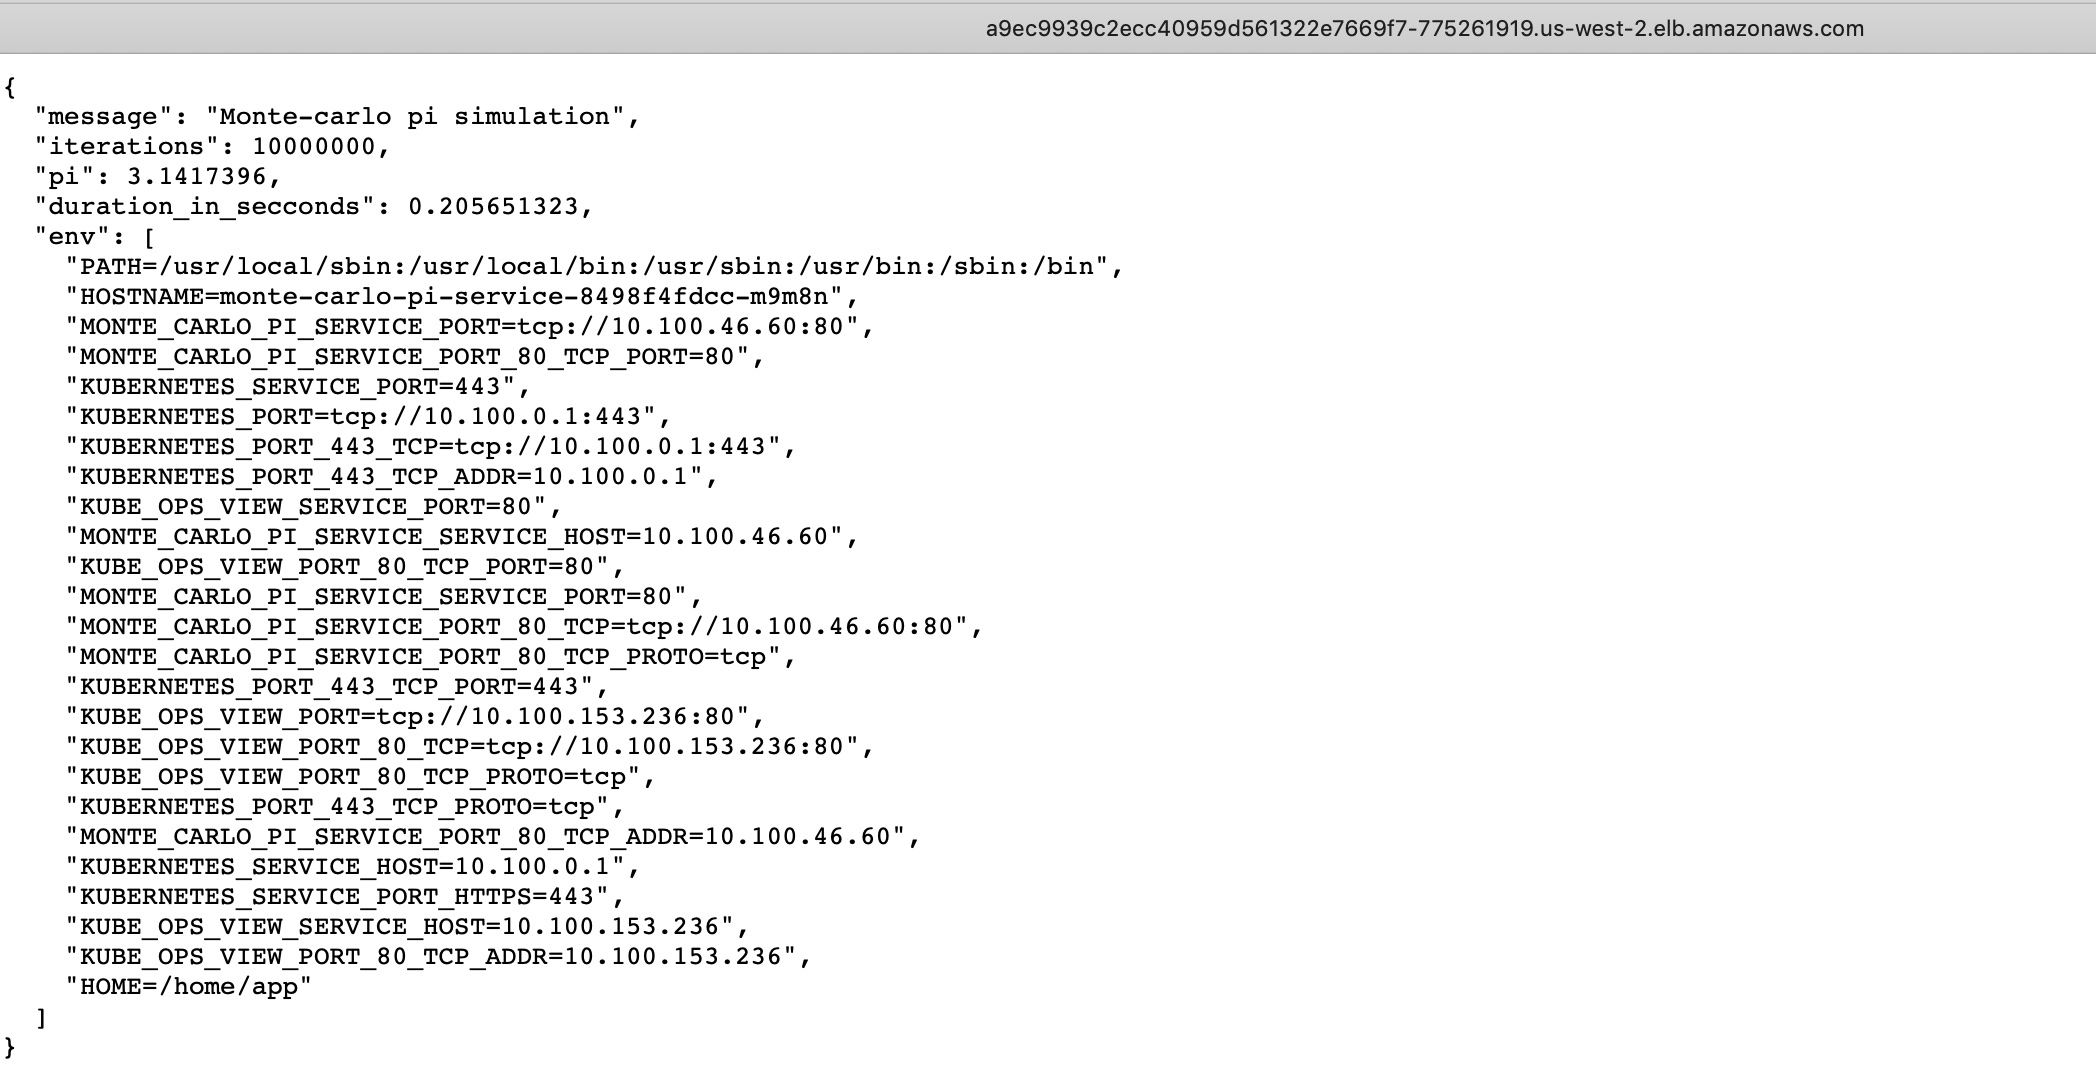 a9ec9939c2ecc40959d561322e7669f7-775261919.us-west-2.elb.amazonaws.com
{
  "message": "Monte-carlo pi simulation",
  "iterations": 10000000,
  "pi": 3.1417396,
  "duration_in_secconds": 0.205651323,
  "env": [
    "PATH=/usr/local/sbin:/usr/local/bin:/usr/sbin:/usr/bin:/sbin:/bin",
    "HOSTNAME=monte-carlo-pi-service-8498f4fdcc-m9m8n",
    "MONTE_CARLO_PI_SERVICE_PORT=tcp://10.100.46.60:80",
    "MONTE_CARLO_PI_SERVICE_PORT_80_TCP_PORT=80",
    "KUBERNETES_SERVICE_PORT=443",
    "KUBERNETES_PORT=tcp://10.100.0.1:443",
    "KUBERNETES_PORT_443_TCP=tcp://10.100.0.1:443",
    "KUBERNETES_PORT_443_TCP_ADDR=10.100.0.1",
    "KUBE_OPS_VIEW_SERVICE_PORT=80",
    "MONTE_CARLO_PI_SERVICE_SERVICE_HOST=10.100.46.60",
    "KUBE_OPS_VIEW_PORT_80_TCP_PORT=80",
    "MONTE_CARLO_PI_SERVICE_SERVICE_PORT=80",
    "MONTE_CARLO_PI_SERVICE_PORT_80_TCP=tcp://10.100.46.60:80",
    "MONTE_CARLO_PI_SERVICE_PORT_80_TCP_PROTO=tcp",
    "KUBERNETES_PORT_443_TCP_PORT=443",
    "KUBE_OPS_VIEW_PORT=tcp://10.100.153.236:80",
    "KUBE_OPS_VIEW_PORT_80_TCP=tcp://10.100.153.236:80",
    "KUBE_OPS_VIEW_PORT_80_TCP_PROTO=tcp",
    "KUBERNETES_PORT_443_TCP_PROTO=tcp",
    "MONTE_CARLO_PI_SERVICE_PORT_80_TCP_ADDR=10.100.46.60",
    "KUBERNETES_SERVICE_HOST=10.100.0.1",
    "KUBERNETES_SERVICE_PORT_HTTPS=443",
    "KUBE_OPS_VIEW_SERVICE_HOST=10.100.153.236",
    "KUBE_OPS_VIEW_PORT_80_TCP_ADDR=10.100.153.236",
    "HOME=/home/app"
  ]
}